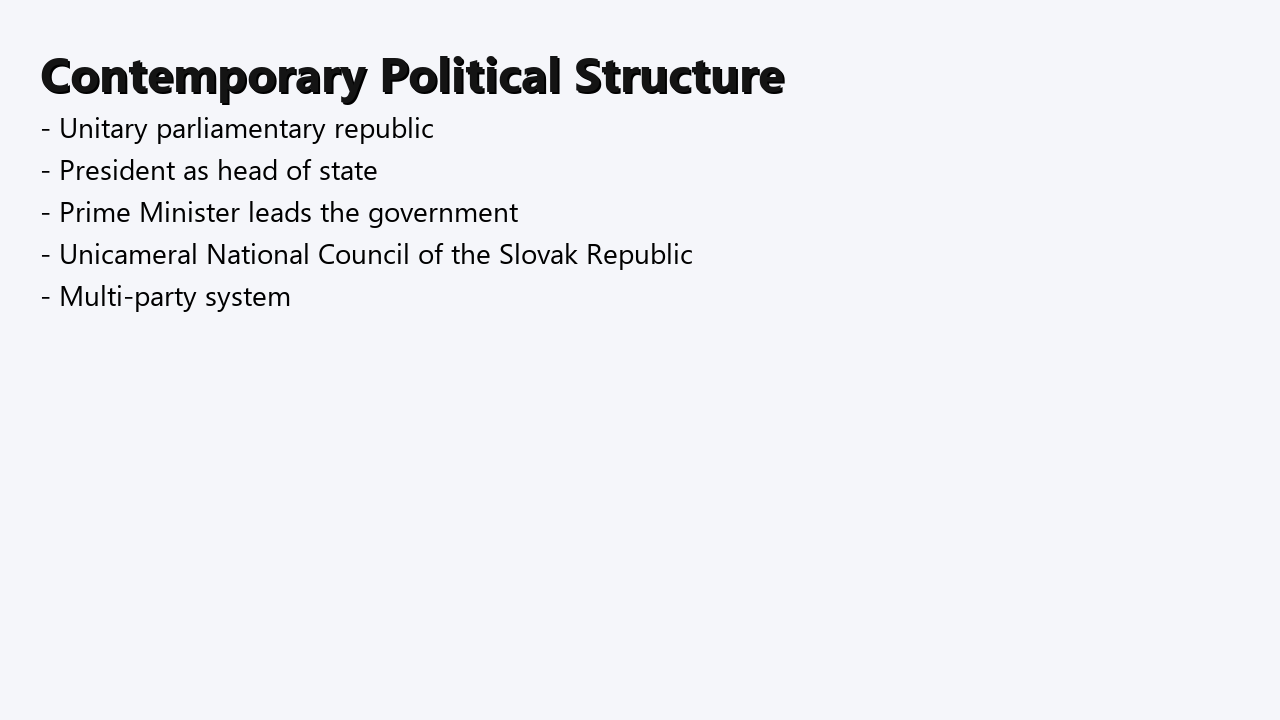 Contemporary Political Structure
- Unitary parliamentary republic
- President as head of state
- Prime Minister leads the government
- Unicameral National Council of the Slovak Republic
- Multi-party system